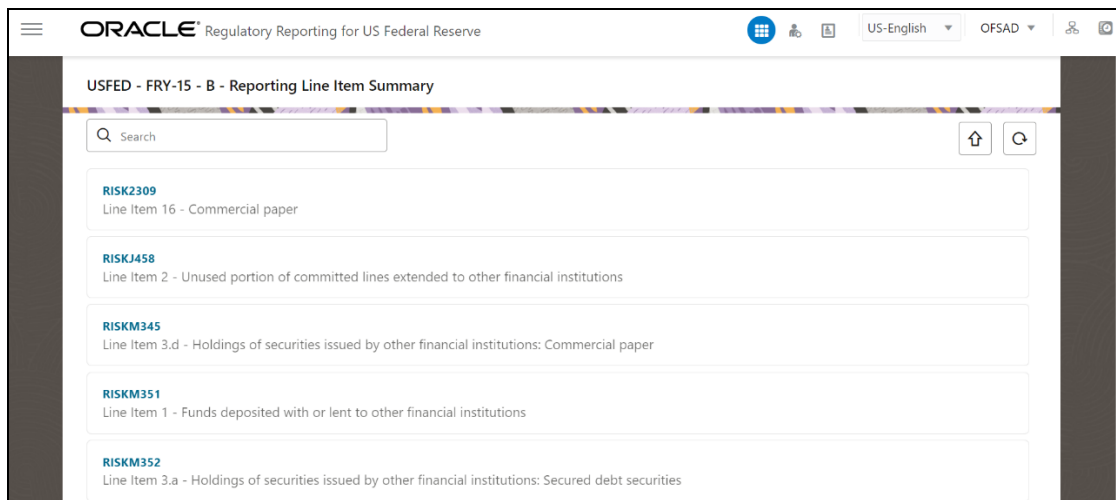 ORACLE® Regulatory Reporting for US Federal Reserve
US-English
OFSAD
USFED - FRY-15 - B - Reporting Line Item Summary
Search
RISK2309
Line Item 16 - Commercial paper
RISKJ458
Line Item 2 - Unused portion of committed lines extended to other financial institutions
RISKM345
Line Item 3.d - Holdings of securities issued by other financial institutions: Commercial paper
RISKM351
Line Item 1 - Funds deposited with or lent to other financial institutions
RISKM352
Line Item 3.a - Holdings of securities issued by other financial institutions: Secured debt securities